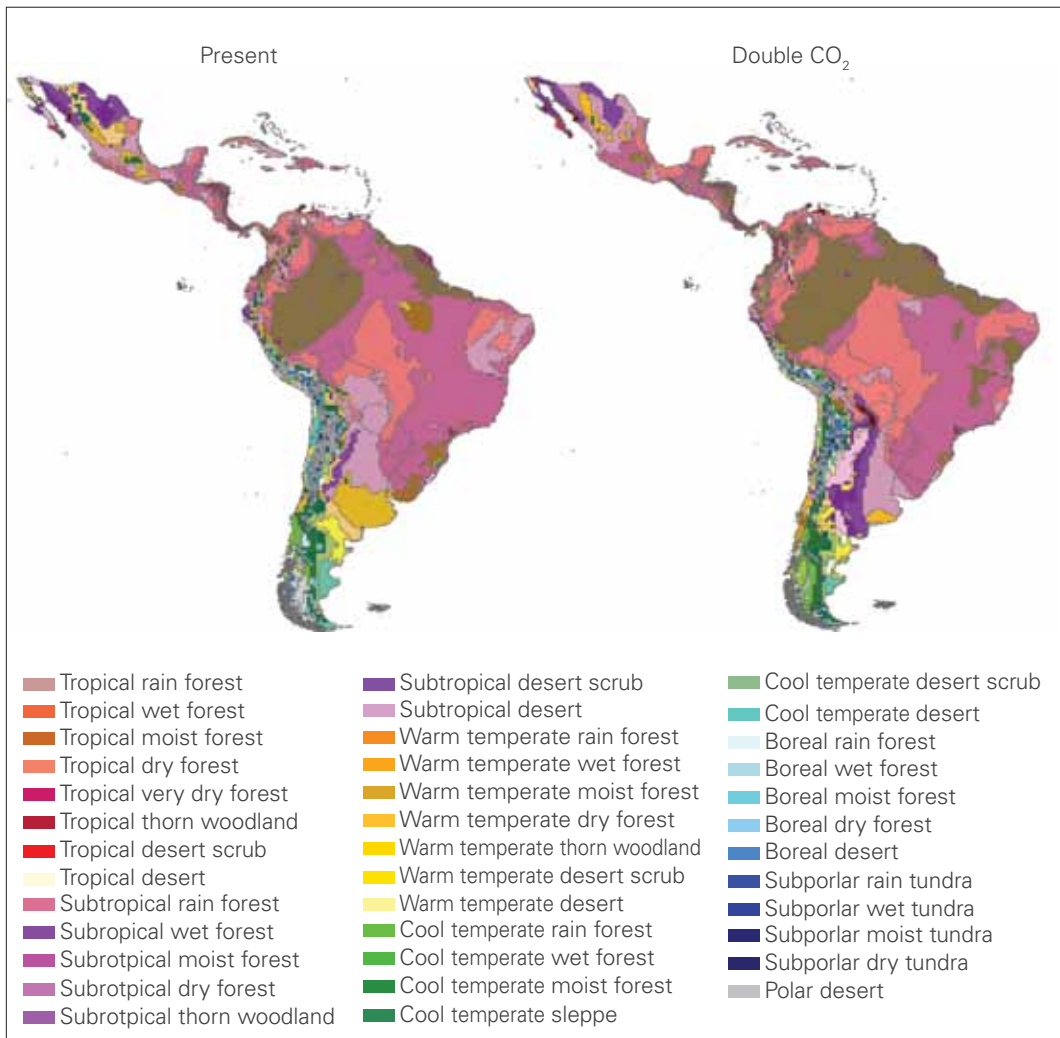 Present
Double CO₂
Tropical rain forest
Tropical wet forest
Tropical moist forest
Tropical dry forest
Tropical very dry forest
Tropical thorn woodland
Tropical desert scrub
Tropical desert
Subtropical rain forest
Subropical wet forest
Subrotpical moist forest
Subrotpical dry forest
Subrotpical thorn woodland
Subtropical desert scrub
Subtropical desert
Warm temperate rain forest
Warm temperate wet forest
Warm temperate moist forest
Warm temperate dry forest
Warm temperate thorn woodland
Warm temperate desert scrub
Warm temperate desert
Cool temperate rain forest
Cool temperate wet forest
Cool temperate moist forest
Cool temperate sleppe
Cool temperate desert scrub
Cool temperate desert
Boreal rain forest
Boreal wet forest
Boreal moist forest
Boreal dry forest
Boreal desert
Subporlar rain tundra
Subporlar wet tundra
Subporlar moist tundra
Subporlar dry tundra
Polar desert